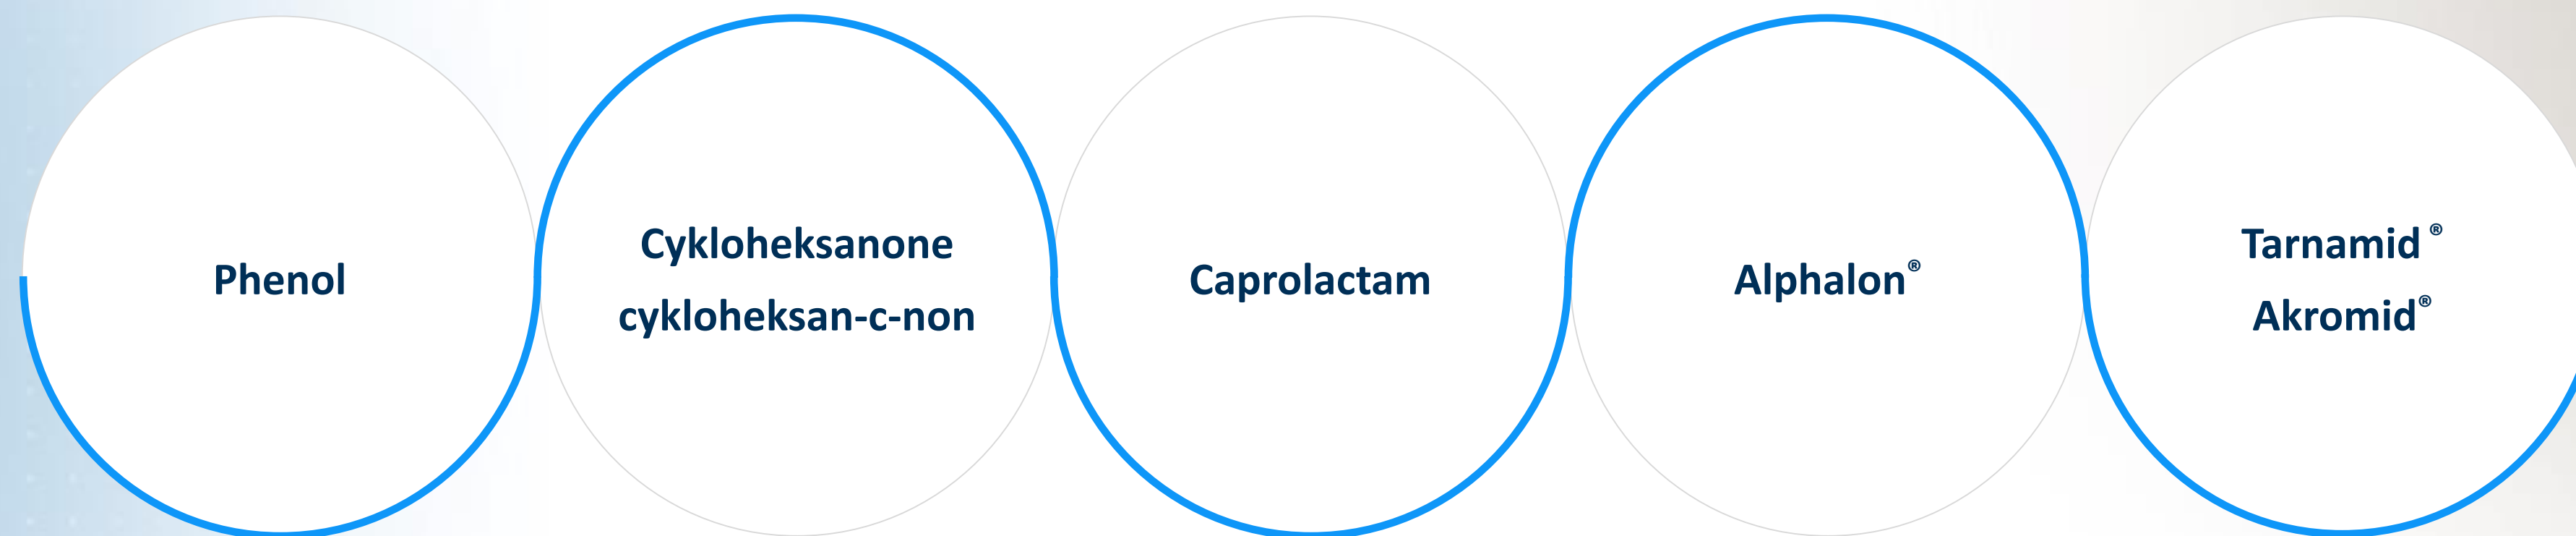 Phenol
Cykloheksanone
cykloheksan-c-non
Caprolactam
Alphalon®
Tarnamid ®
Akromid®